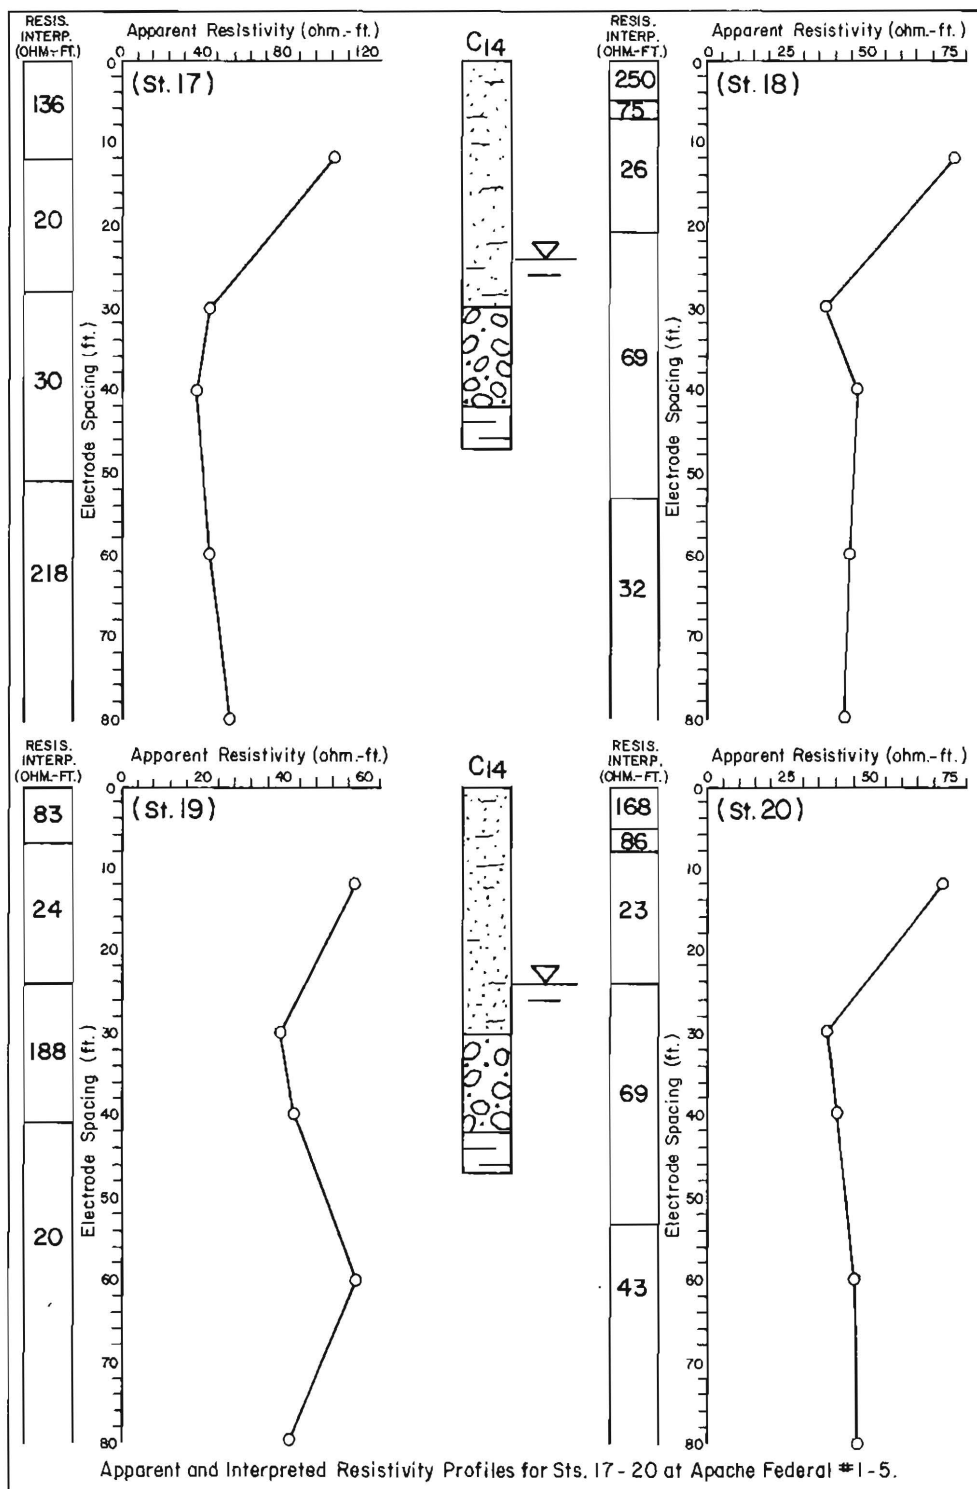 RESIS.
INTERP.
(OHM.-FT.)
Apparent Resistivity (ohm.-ft.)
0 40 80 120
(St. 17)
136
20
30
218
Electrode Spacing (ft.)
0
10
20
30
40
50
60
70
80
C14
RESIS.
INTERP.
(OHM.-FT.)
Apparent Resistivity (ohm.-ft.)
0 25 50 75
(St. 18)
250
75
26
69
32
Electrode Spacing (ft.)
0
10
20
30
40
50
60
70
80
RESIS.
INTERP.
(OHM.-FT.)
Apparent Resistivity (ohm.-ft.)
0 20 40 60
(St. 19)
83
24
188
20
Electrode Spacing (ft.)
0
10
20
30
40
50
60
70
80
C14
RESIS.
INTERP.
(OHM.-FT.)
Apparent Resistivity (ohm.-ft.)
0 25 50 75
(St. 20)
168
86
23
69
43
Electrode Spacing (ft.)
0
10
20
30
40
50
60
70
80
Apparent and Interpreted Resistivity Profiles for Sts. 17-20 at Apache Federal #1-5.